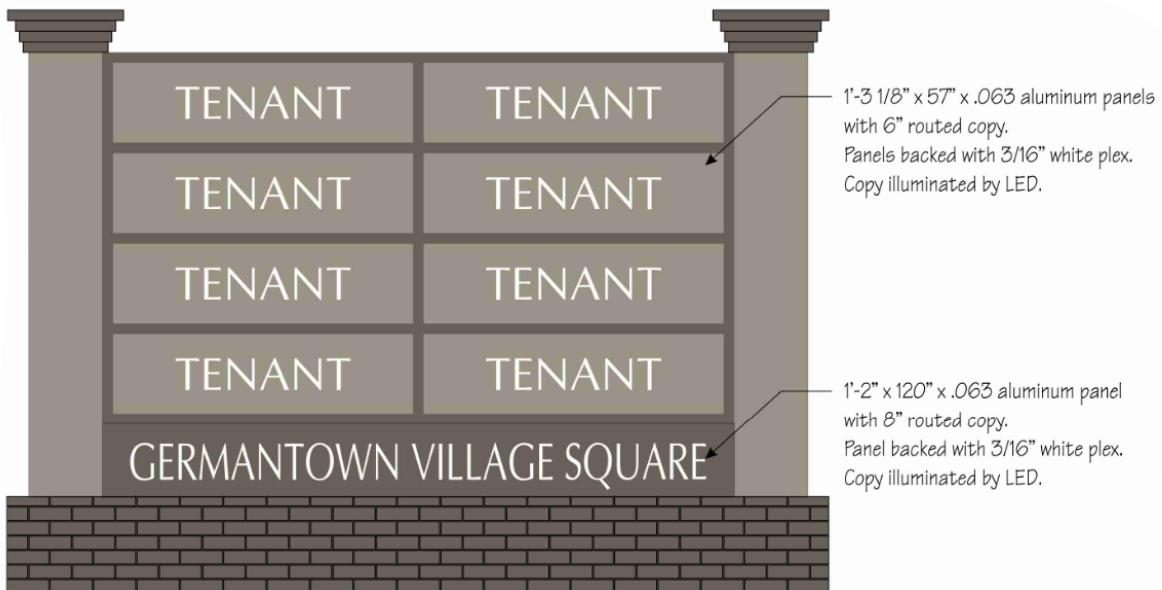 TENANT TENANT
1'-3 1/8" x 57" x .063 aluminum panels
with 6" routed copy.
Panels backed with 3/16" white plex.
Copy illuminated by LED.
TENANT TENANT
TENANT TENANT
TENANT TENANT
1'-2" x 120" x .063 aluminum panel
with 8" routed copy.
Panel backed with 3/16" white plex.
Copy illuminated by LED.
GERMANTOWN VILLAGE SQUARE